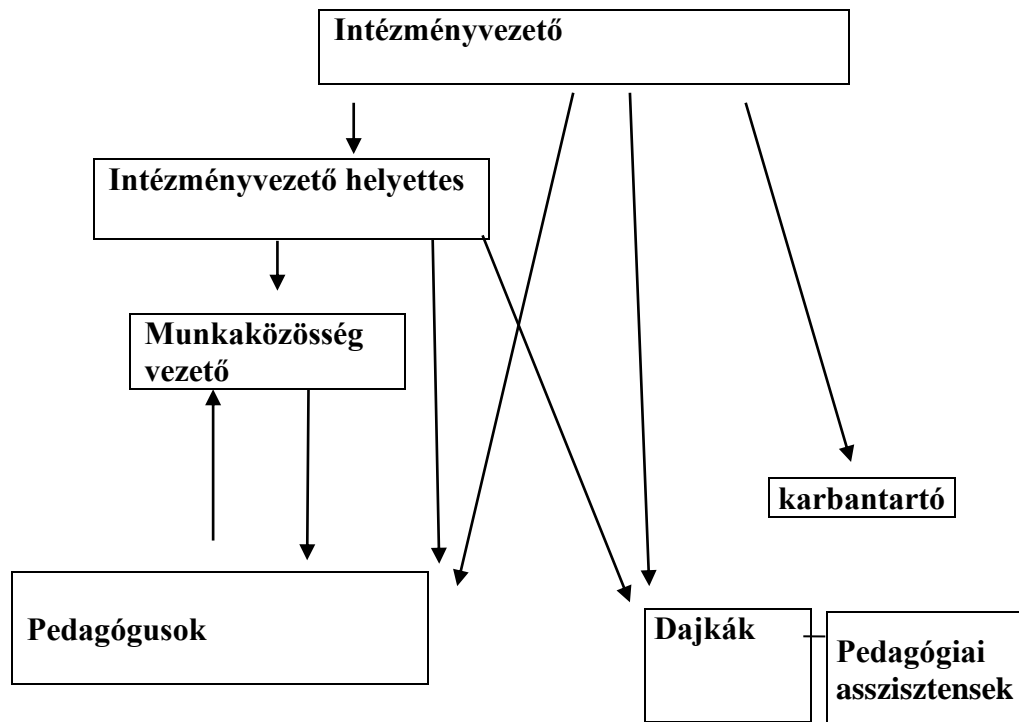 Intézményvezető
Intézményvezető helyettes
Munkaközösség
vezető
karbantartó
Pedagógusok
Dajkák
Pedagógiai
asszisztensek